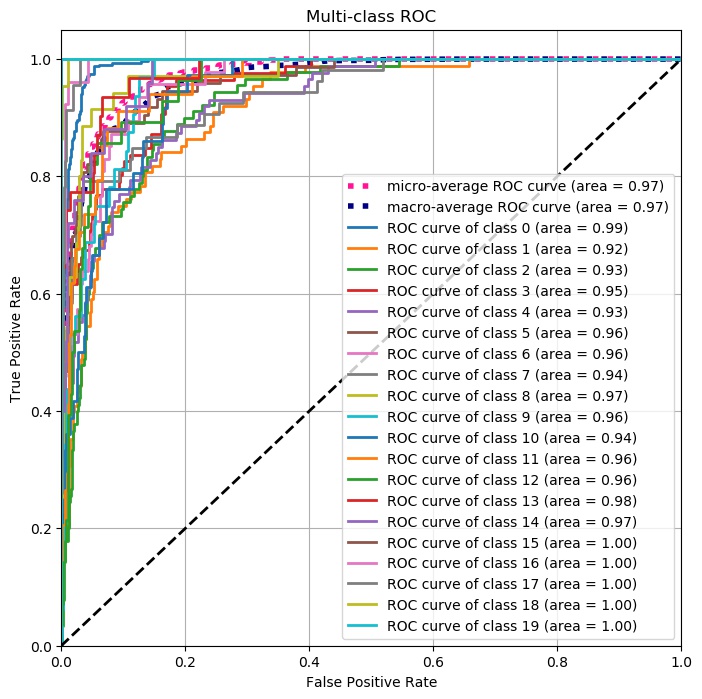 Multi-class ROC
1.0
0.8
0.6
0.4
0.2
0.0
True Positive Rate
micro-average ROC curve (area = 0.97)
macro-average ROC curve (area = 0.97)
ROC curve of class 0 (area = 0.99)
ROC curve of class 1 (area = 0.92)
ROC curve of class 2 (area = 0.93)
ROC curve of class 3 (area = 0.95)
ROC curve of class 4 (area = 0.93)
ROC curve of class 5 (area = 0.96)
ROC curve of class 6 (area = 0.96)
ROC curve of class 7 (area = 0.94)
ROC curve of class 8 (area = 0.97)
ROC curve of class 9 (area = 0.96)
ROC curve of class 10 (area = 0.94)
ROC curve of class 11 (area = 0.96)
ROC curve of class 12 (area = 0.96)
ROC curve of class 13 (area = 0.98)
ROC curve of class 14 (area = 0.97)
ROC curve of class 15 (area = 1.00)
ROC curve of class 16 (area = 1.00)
ROC curve of class 17 (area = 1.00)
ROC curve of class 18 (area = 1.00)
ROC curve of class 19 (area = 1.00)
0.0 0.2 0.4 0.6 0.8 1.0
False Positive Rate